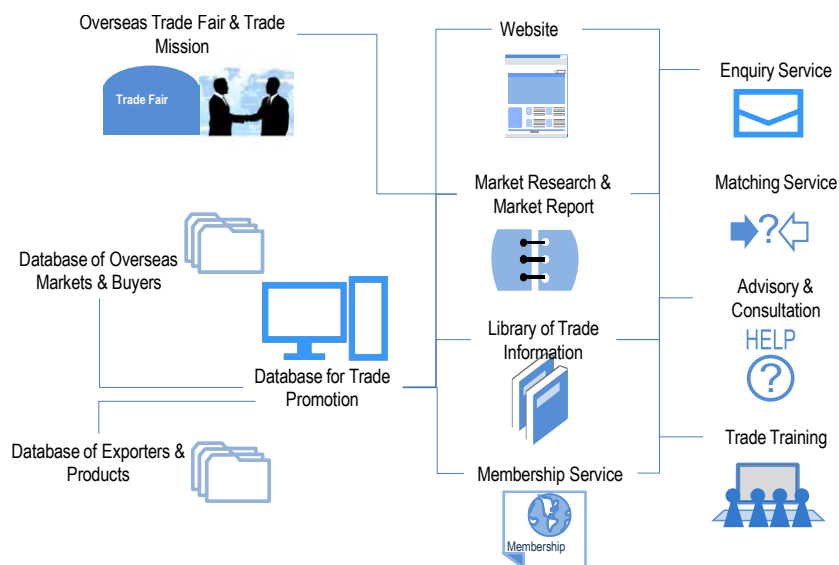 Overseas Trade Fair & Trade
Mission
Trade Fair
Database of Overseas
Markets & Buyers
Database for Trade
Promotion
Database of Exporters &
Products
Website
Market Research &
Market Report
Library of Trade
Information
Membership Service
Membership
Enquiry Service
Matching Service
?
Advisory &
Consultation
HELP
?
Trade Training